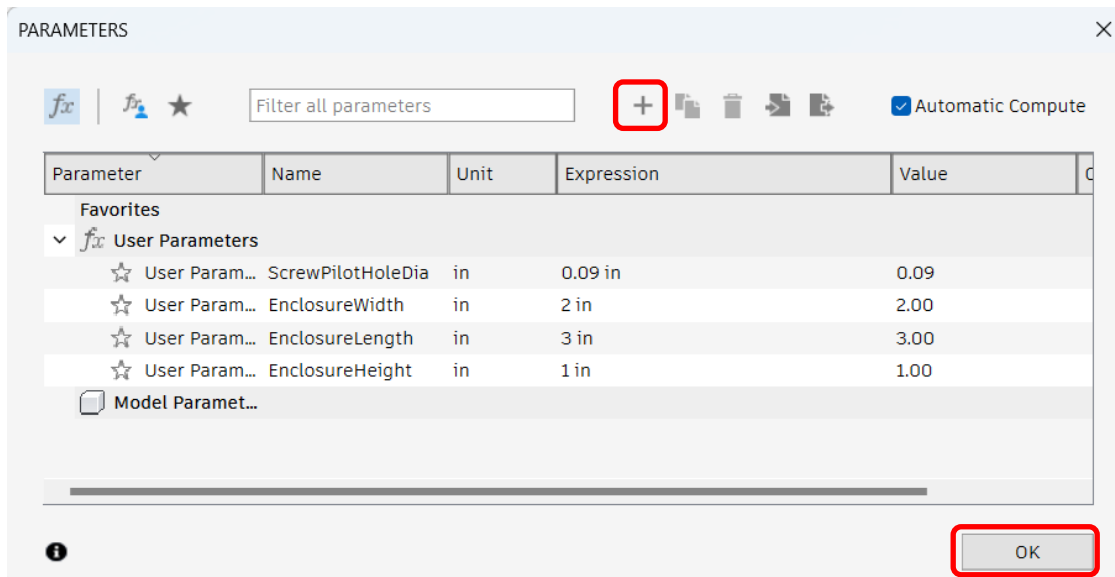 PARAMETERS
fx Filter all parameters Automatic Compute
Parameter Name Unit Expression Value
Favorites
fx User Parameters
User Param... ScrewPilotHoleDia in 0.09 in 0.09
User Param... EnclosureWidth in 2 in 2.00
User Param... EnclosureLength in 3 in 3.00
User Param... EnclosureHeight in 1 in 1.00
Model Paramet...
OK